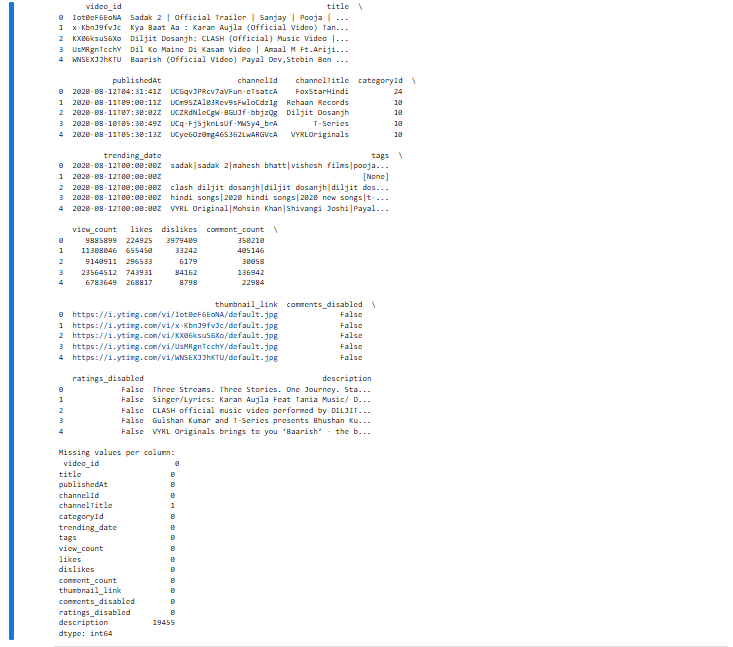 video_id title \
0 Iot0eF6EoNA Sadak 2 | Official Trailer | Sanjay | Pooja | ...
1 x-KbnJ9fvJc Kya Baat Aa : Karan Aujla (Official Video) Tan...
2 KX06ksuS6Xo Diljit Dosanjh: CLASH (Official) Music Video |...
3 UsMRgnTcchY Dil Ko Maine Di Kasam Video | Amaal M Ft.Ariji...
4 WNSEXJJhKTU Baarish (Official Video) Payal Dev,Stebin Ben ...
publishedAt channelId channelTitle categoryId \
0 2020-08-12T04:31:41Z UCGqvJPRcv7aVFun-eTsatcA FoxStarHindi 24
1 2020-08-11T09:00:11Z UCm9SZAl03Rev9sFwloCdz1g Rehaan Records 10
2 2020-08-11T07:30:02Z UCZRdNleCgW-BGUJf-bbjzQg Diljit Dosanjh 10
3 2020-08-10T05:30:49Z UCq-Fj5jknLsUf-MWSy4_brA T-Series 10
4 2020-08-11T05:30:13Z UCye6Oz0mg46S362LwARGVcA VYRLOriginals 10
trending_date tags \
0 2020-08-12T00:00:00Z sadak|sadak 2|mahesh bhatt|vishesh films|pooja...
1 2020-08-12T00:00:00Z [None]
2 2020-08-12T00:00:00Z clash diljit dosanjh|diljit dosanjh|diljit dos...
3 2020-08-12T00:00:00Z hindi songs|2020 hindi songs|2020 new songs|t-...
4 2020-08-12T00:00:00Z VYRL Original|Mohsin Khan|Shivangi Joshi|Payal...
view_count likes dislikes comment_count \
0 9885899 224925 3979409 350210
1 11308046 655450 33242 405146
2 9140911 296533 6179 30058
3 23564512 743931 84162 136942
4 6783649 268817 8798 22984
thumbnail_link comments_disabled \
0 https://i.ytimg.com/vi/Iot0eF6EoNA/default.jpg False
1 https://i.ytimg.com/vi/x-KbnJ9fvJc/default.jpg False
2 https://i.ytimg.com/vi/KX06ksuS6Xo/default.jpg False
3 https://i.ytimg.com/vi/UsMRgnTcchY/default.jpg False
4 https://i.ytimg.com/vi/WNSEXJJhKTU/default.jpg False
ratings_disabled description
0 False Three Streams. Three Stories. One Journey. Sta...
1 False Singer/Lyrics: Karan Aujla Feat Tania Music/ D...
2 False CLASH official music video performed by DILJIT...
3 False Gulshan Kumar and T-Series presents Bhushan Ku...
4 False VYRL Originals brings to you ‘Baarish’ - the b...
Missing values per column:
video_id 0
title 0
publishedAt 0
channelId 0
channelTitle 1
categoryId 0
trending_date 0
tags 0
view_count 0
likes 0
dislikes 0
comment_count 0
thumbnail_link 0
comments_disabled 0
ratings_disabled 0
description 19455
dtype: int64